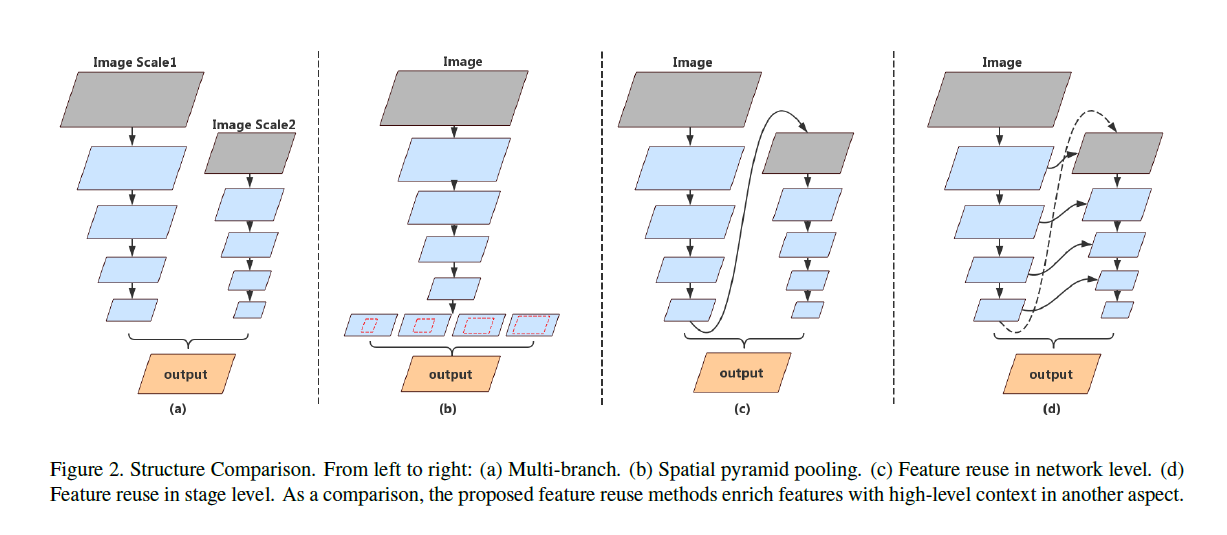 Image Scale1
Image Scale2
output
(a)
Image
output
(b)
Image
output
(c)
Image
output
(d)
Figure 2. Structure Comparison. From left to right: (a) Multi-branch. (b) Spatial pyramid pooling. (c) Feature reuse in network level. (d)
Feature reuse in stage level. As a comparison, the proposed feature reuse methods enrich features with high-level context in another aspect.